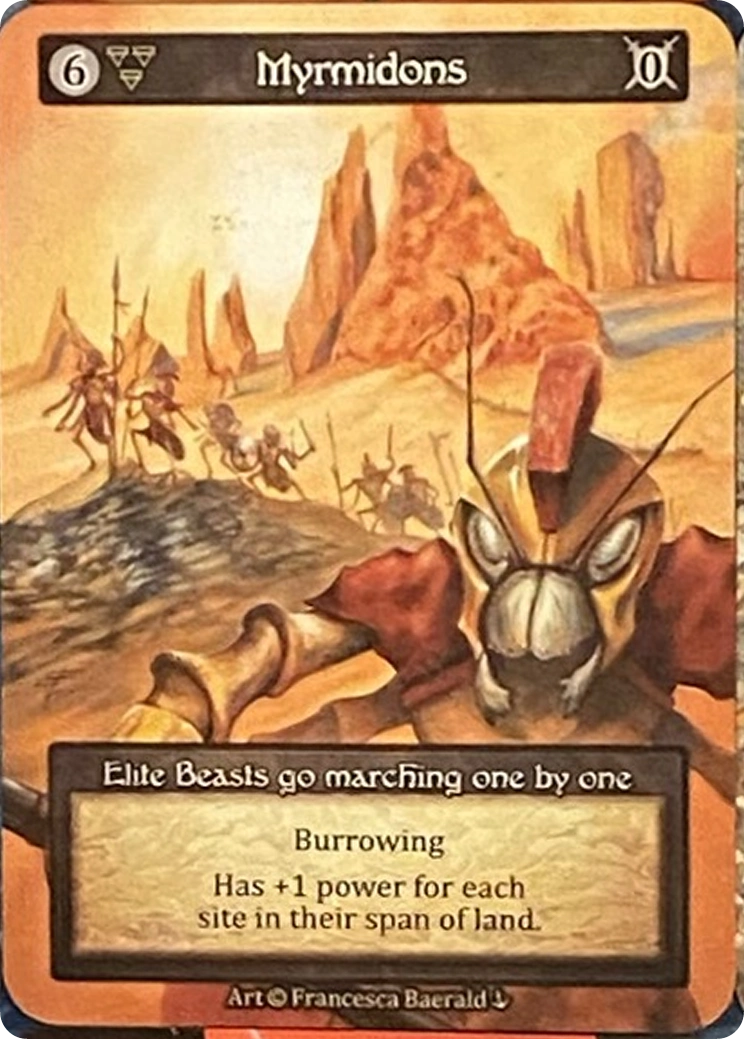 6 Myrmidons 0
Elite Beasts go marching one by one
Burrowing
Has +1 power for each
site in their span of land.
Art © Francesca Baerald